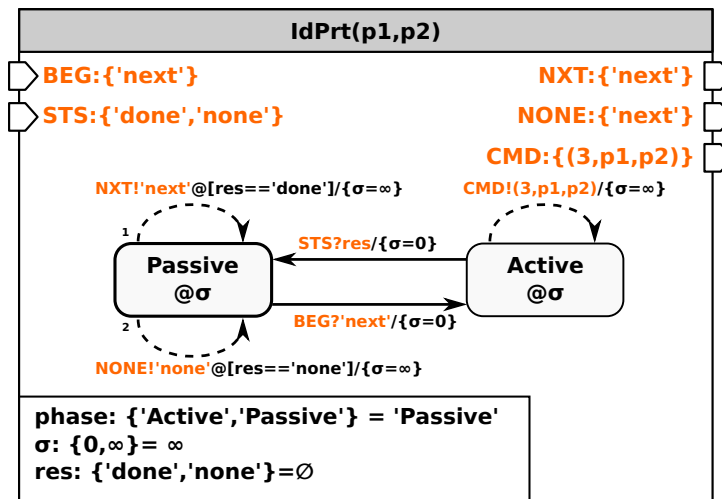 IdPrt(p1,p2)
BEG:{'next'}
NXT:{'next'}
STS:{'done','none'}
NONE:{'next'}
CMD:{(3,p1,p2)}
NXT!'next'@[res=='done']/{σ=∞}
CMD!(3,p1,p2)/{σ=∞}
1
STS?res/{σ=0}
Passive
@σ
Active
@σ
BEG?'next'/{σ=0}
2
NONE!'none'@[res=='none']/{σ=∞}
phase: {'Active','Passive'} = 'Passive'
σ: {0,∞}= ∞
res: {'done','none'}=∅